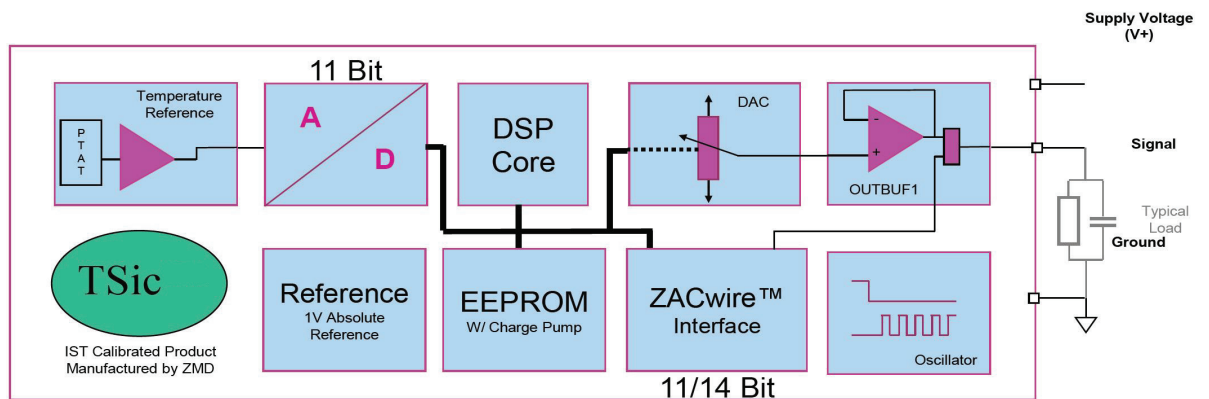 Supply Voltage
(V+)
11 Bit
Temperature
Reference
PTAT
A
D
DSP
Core
DAC
-
+
OUTBUF1
Signal
Typical
Load
Ground
TSic
IST Calibrated Product
Manufactured by ZMD
Reference
1V Absolute
Reference
EEPROM
W/ Charge Pump
ZACwire™
Interface
Oscillator
11/14 Bit